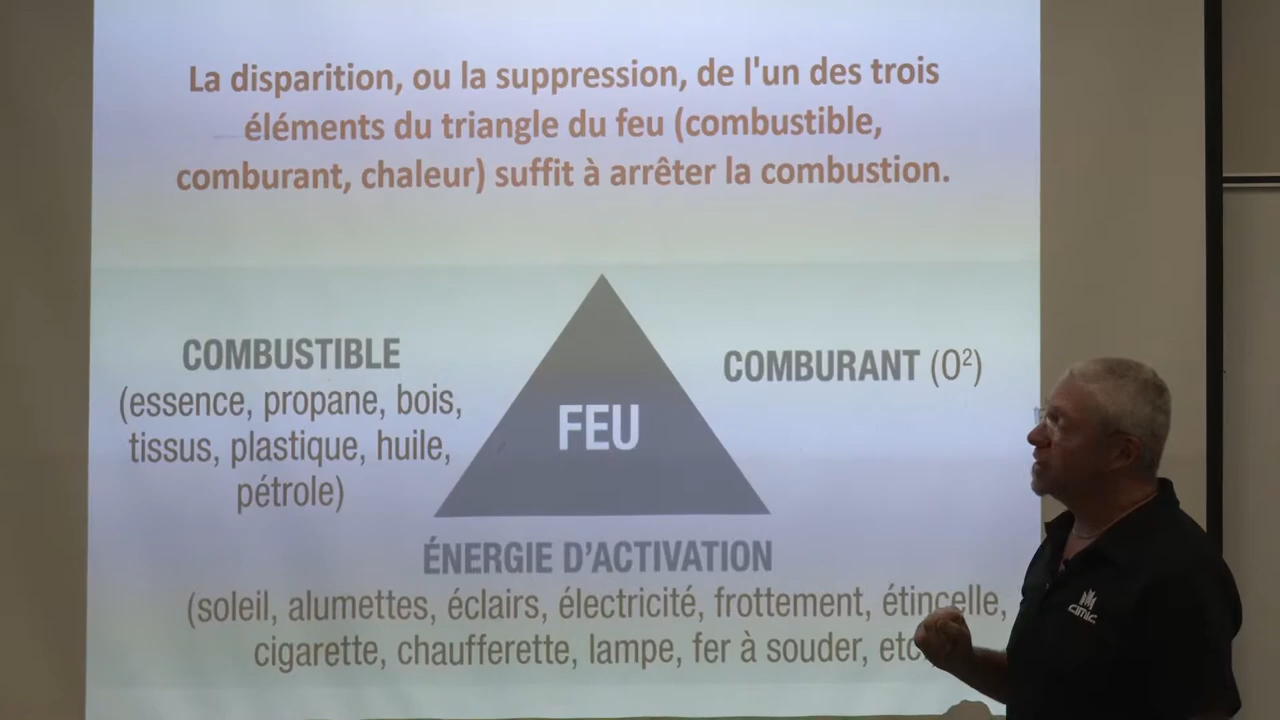 La disparition, ou la suppression, de l'un des trois
éléments du triangle du feu (combustible,
comburant, chaleur) suffit à arrêter la combustion.
COMBUSTIBLE
(essence, propane, bois,
tissus, plastique, huile,
pétrole)
FEU
COMBURANT (O²)
ÉNERGIE D'ACTIVATION
(soleil, alumettes, éclairs, électricité, frottement, étincelle,
cigarette, chaufferette, lampe, fer à souder, etc.
CIMIC